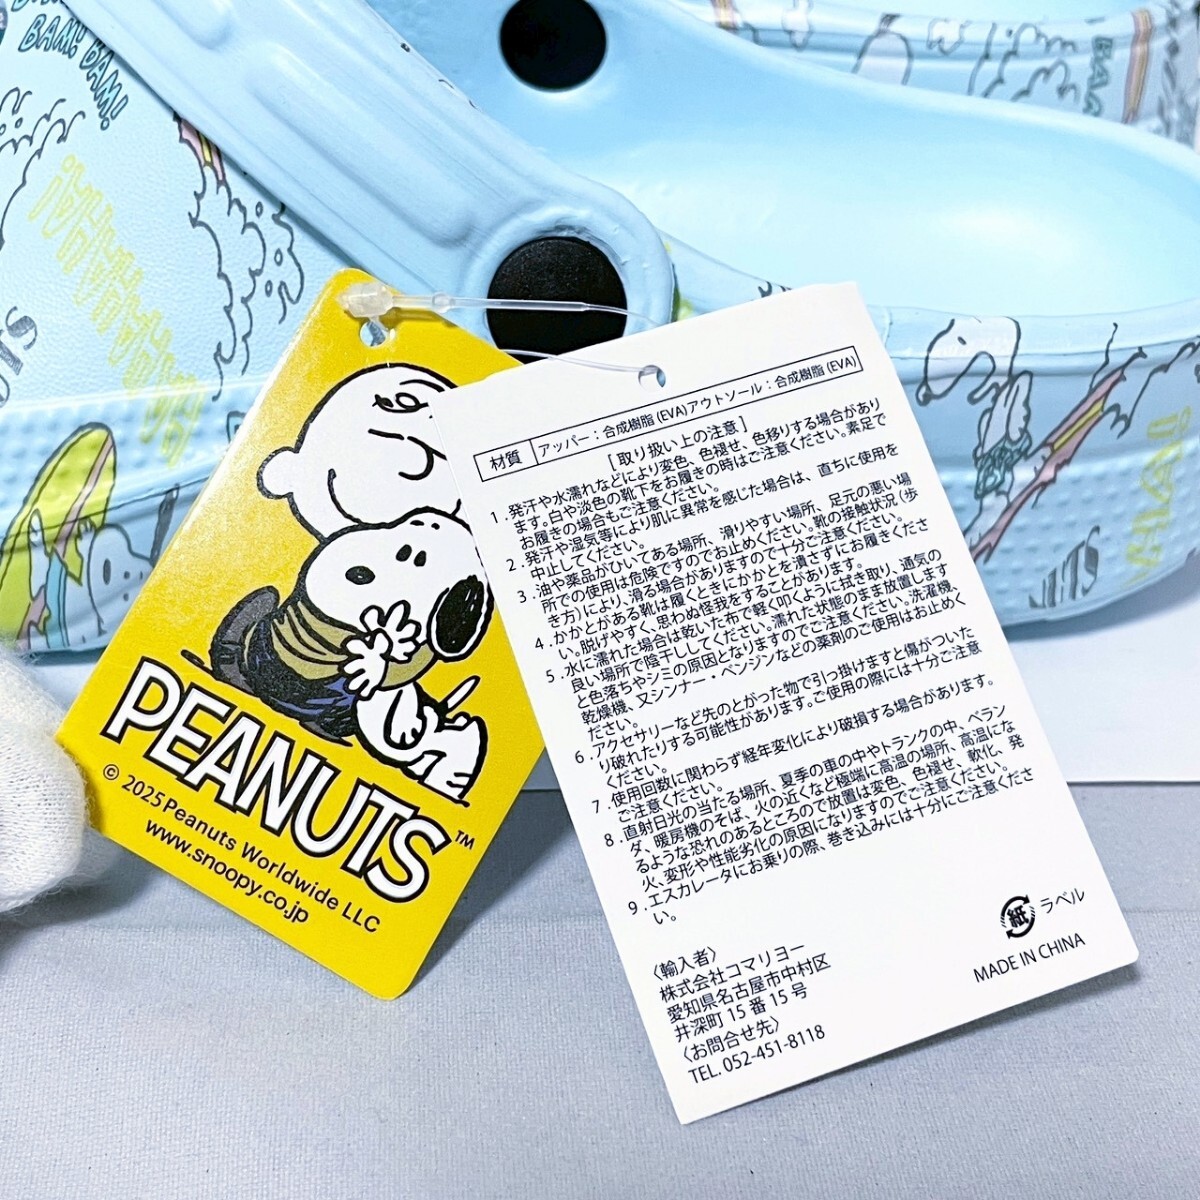 BAM! BAM!
PEANUTS™
© 2025 Peanuts Worldwide LLC
www.snoopy.co.jp
材質 アッパー：合成樹脂(EVA)アウトソール：合成樹脂(EVA)
[取り扱い上の注意]
1. 発汗や水濡れなどにより変色、色褪せ、色移りする場合があり
ます。白や淡色の靴下をお履きの時はご注意ください。素足で
お履きの場合もご注意ください。
2. 発汗や湿気等により肌に異常を感じた場合は、直ちに使用を
中止してください。
3. 油や薬品がひいてある場所、滑りやすい場所、足元の悪い場
所での使用は危険ですのでお止めください。靴の接触状況(歩
き方)により、滑る場合がありますので十分ご注意ください。
4. かかとがある靴は履くときにかかとを潰さずにお履きくださ
い。脱げやすく、思わぬ怪我をすることがあります。
5. 水に濡れた場合は乾いた布で軽く叩くように拭き取り、通気の
良い場所で陰干ししてください。濡れた状態のまま放置します
と色落ちやシミの原因となりますのでご注意ください。洗濯機、
乾燥機、又シンナー・ベンジンなどの薬剤のご使用はお止めく
ださい。
6. アクセサリーなど先のとがった物で引っ掛けますと傷がついた
り破れたりする可能性があります。ご使用の際には十分ご注意
ください。
7. 使用回数に関わらず経年変化により破損する場合があります。
ご注意ください。
8. 直射日光の当たる場所、夏季の車の中やトランクの中、ベラン
ダ、暖房機のそば、火の近くなど極端に高温の場所、高温にな
るような恐れのあるところので放置は変色、色褪せ、軟化、発
火、変形や性能劣化の原因になりますのでご注意ください。
9. エスカレータにお乗りの際、巻き込みには十分にご注意くださ
い。
紙 ラベル
MADE IN CHINA
〈輸入者〉
株式会社コマリヨー
愛知県名古屋市中村区
井深町 15 番 15 号
〈お問合せ先〉
TEL. 052-451-8118